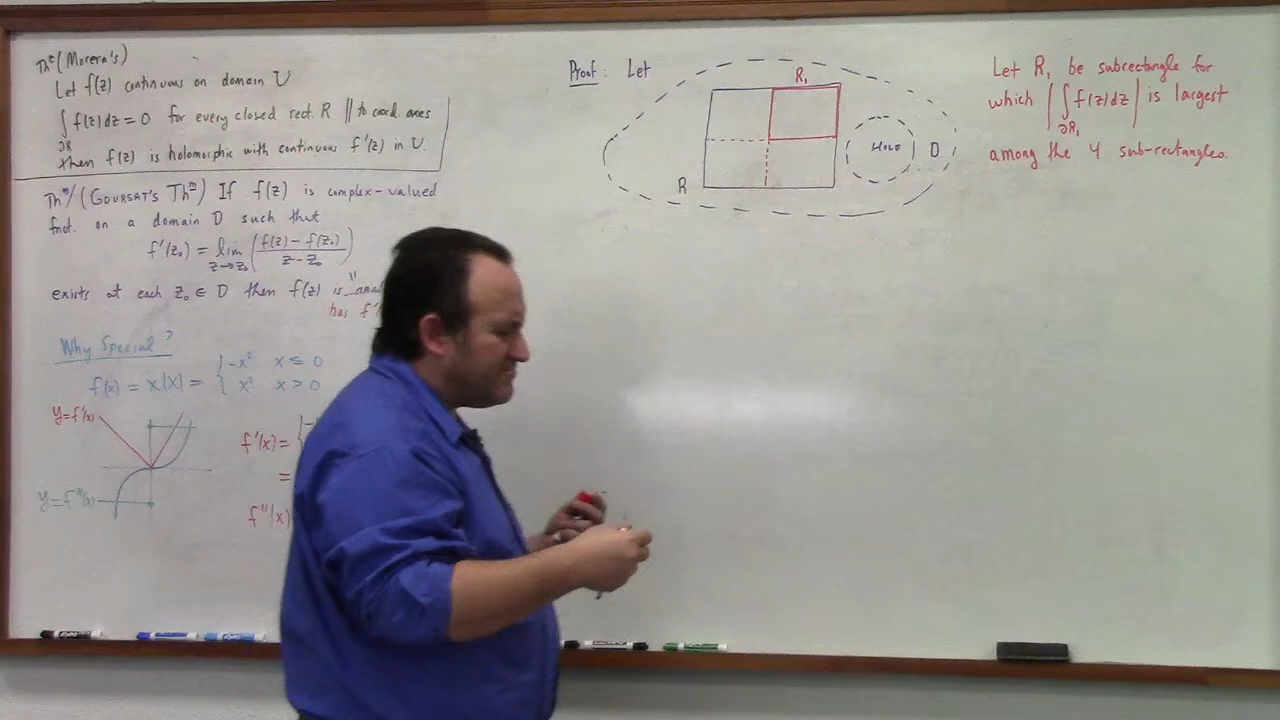 Thᵐ (Morera's)
Let f(z) continuous on domain U
∫_∂R f(z)dz = 0 for every closed rect. R ∥ to coord. axes
then f(z) is holomorphic with continuous f'(z) in U.
Thᵐ/ (GOURSAT'S Thᵐ) If f(z) is complex-valued
fnct. on a domain D such that
f'(z₀) = lim_{z→z₀} ( (f(z) - f(z₀)) / (z - z₀) )
exists at each z₀ ∈ D then f(z) is "
has f'
Why Special?
f(x) = x|x| = { -x² x ≤ 0
x² x > 0
y=f'(x)
f'(x) = {
=
y=f''(x)
f''(x)
Proof: Let
R₁
HOLE
D
R
Let R₁ be subrectangle for
which | ∫_∂R₁ f(z)dz | is largest
among the 4 sub-rectangles.